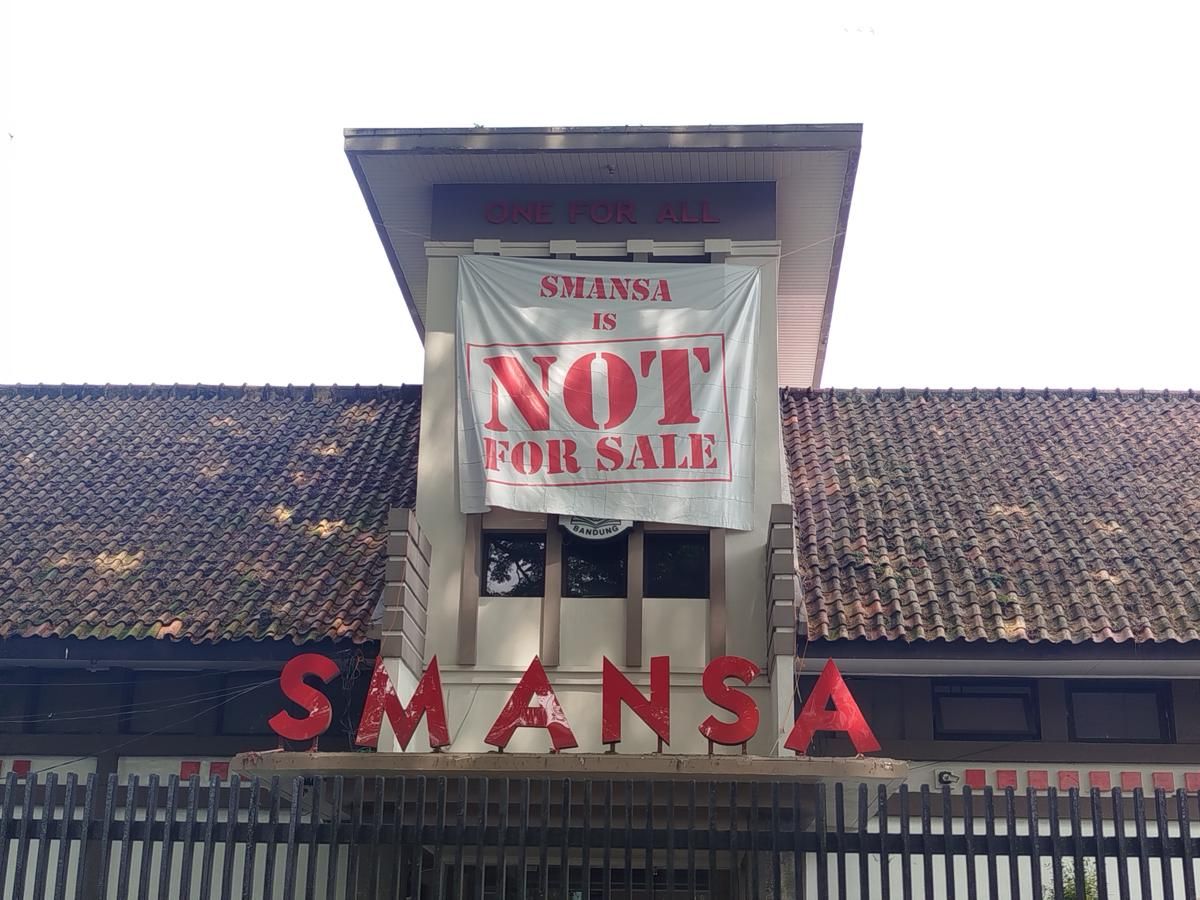 ONE FOR ALL
SMANSA
IS
NOT
FOR SALE
BANDUNG
SMANSA